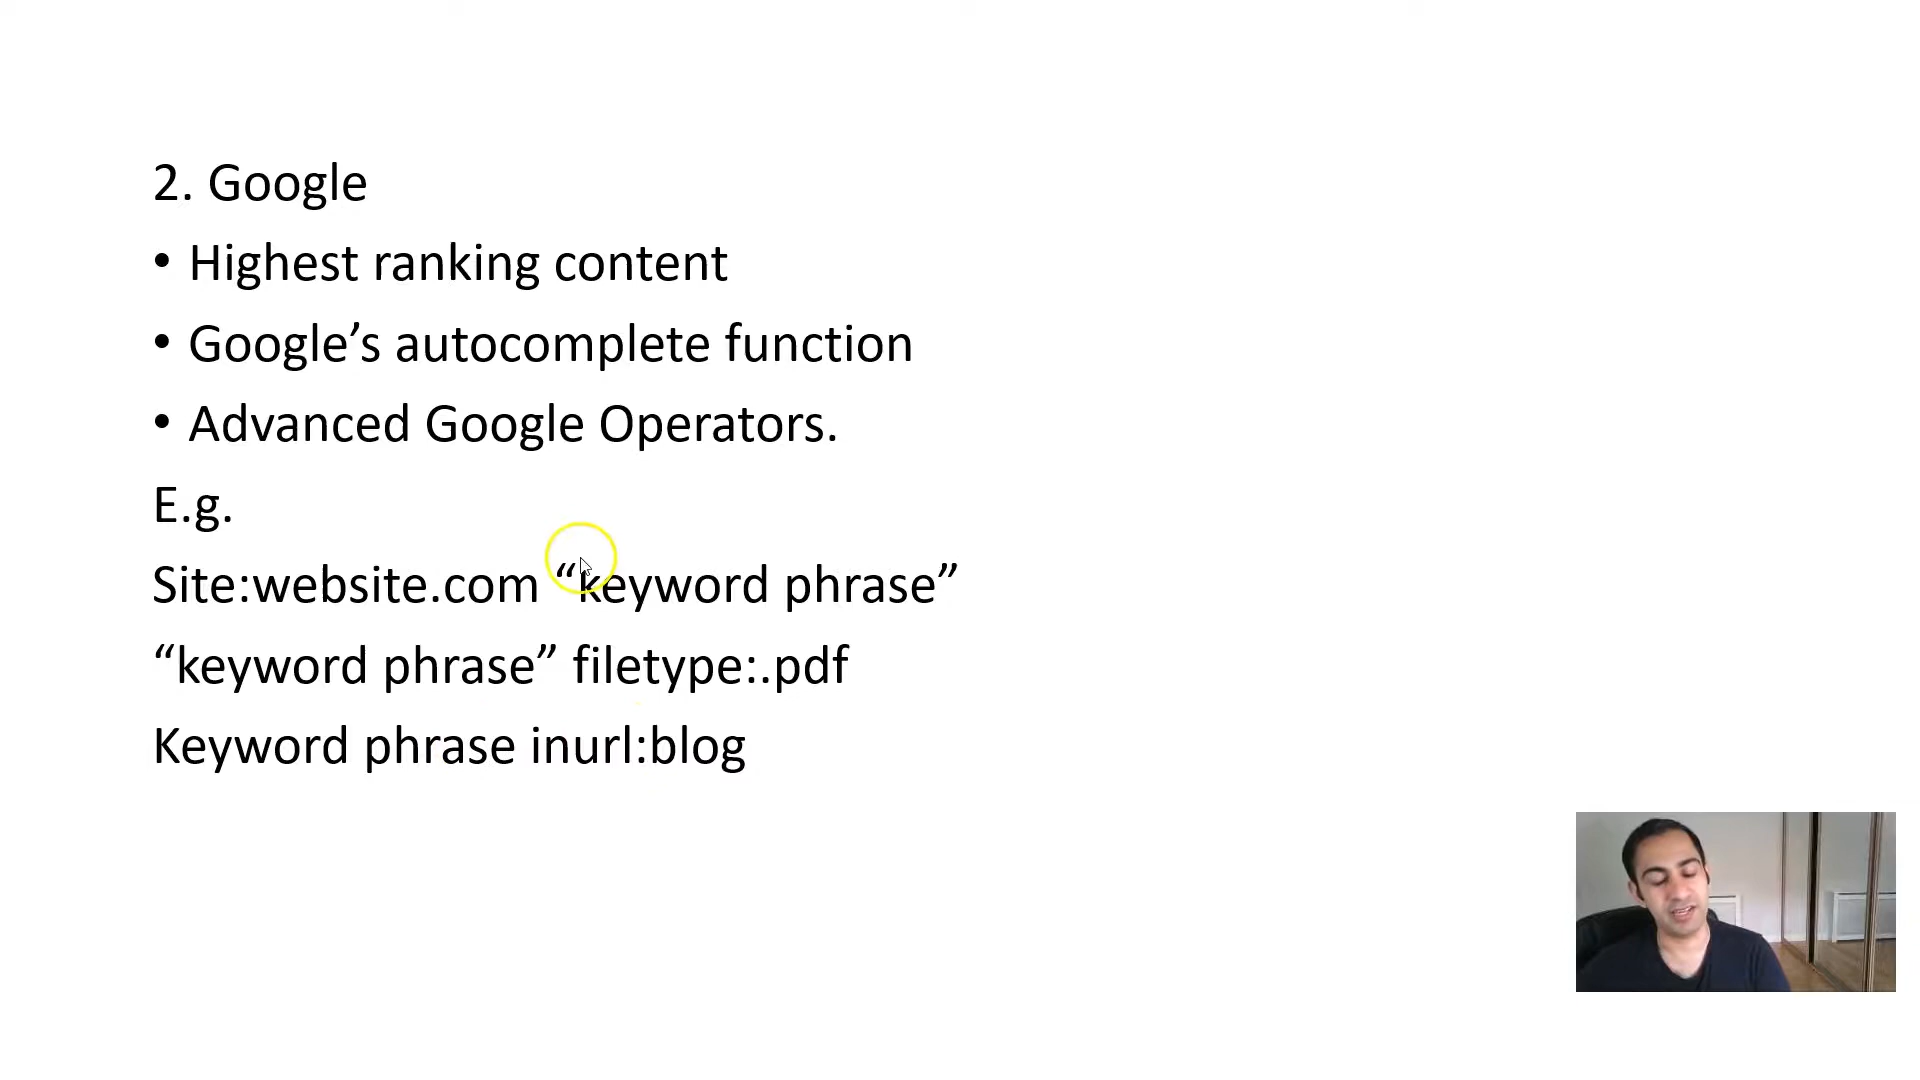 2. Google
• Highest ranking content
• Google’s autocomplete function
• Advanced Google Operators.
E.g.
Site:website.com “keyword phrase”
“keyword phrase” filetype:.pdf
Keyword phrase inurl:blog